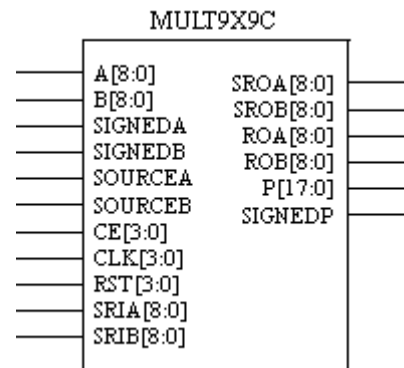 MULT9X9C
A[8:0]
B[8:0]
SIGNEDA
SIGNEDB
SOURCEA
SOURCEB
CE[3:0]
CLK[3:0]
RST[3:0]
SRIA[8:0]
SRIB[8:0]
SROA[8:0]
SROB[8:0]
ROA[8:0]
ROB[8:0]
P[17:0]
SIGNEDP